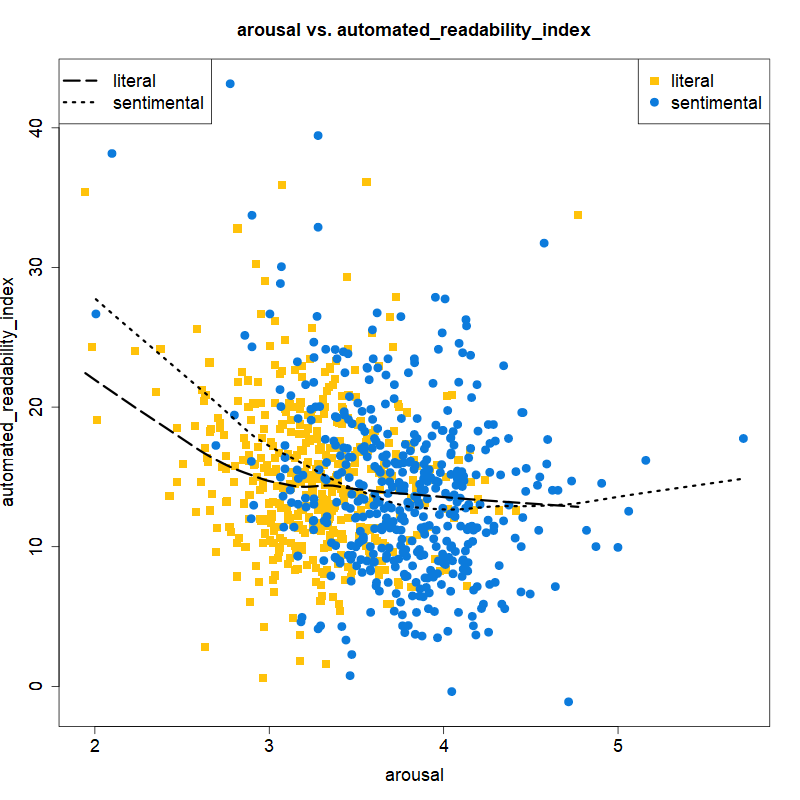 arousal vs. automated_readability_index
literal
sentimental
literal
sentimental
automated_readability_index
40
30
20
10
0
2 3 4 5
arousal